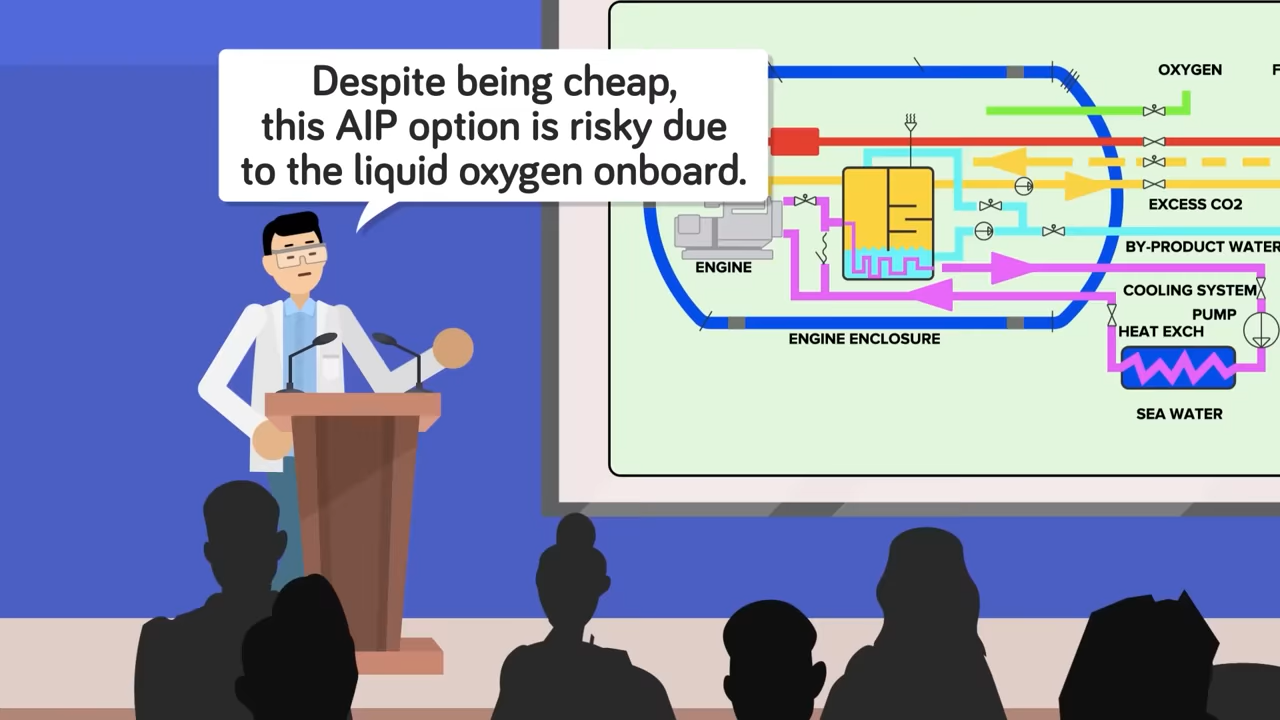 Despite being cheap,
this AIP option is risky due
to the liquid oxygen onboard.
OXYGEN
F
EXCESS CO2
BY-PRODUCT WATER
ENGINE
COOLING SYSTEM
PUMP
HEAT EXCH
ENGINE ENCLOSURE
SEA WATER